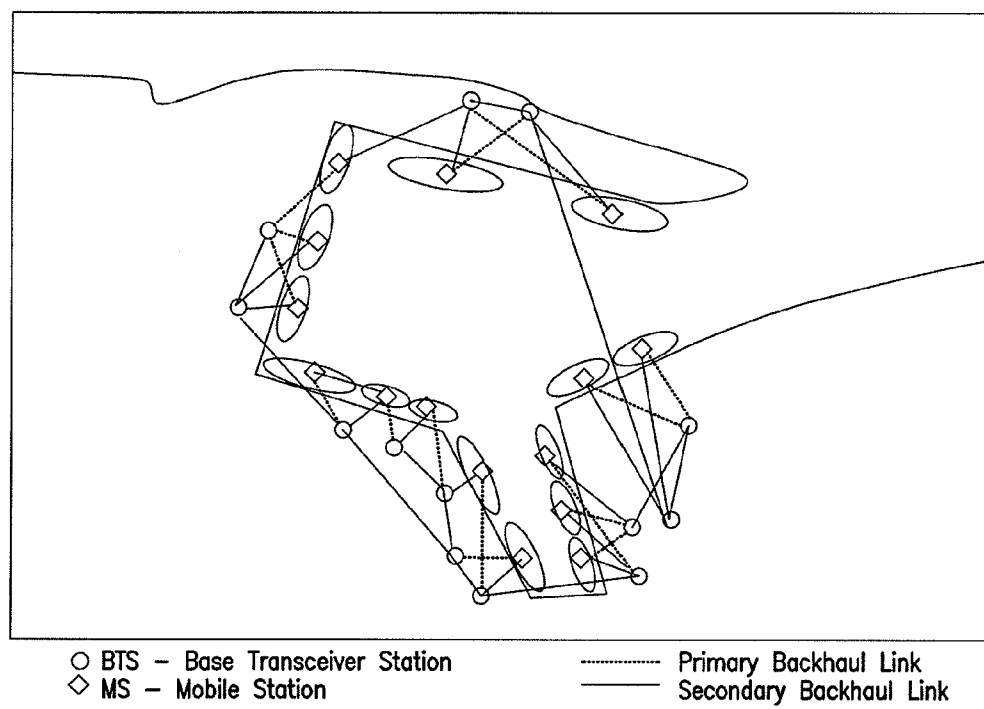 BTS - Base Transceiver Station
Primary Backhaul Link
MS - Mobile Station
Secondary Backhaul Link